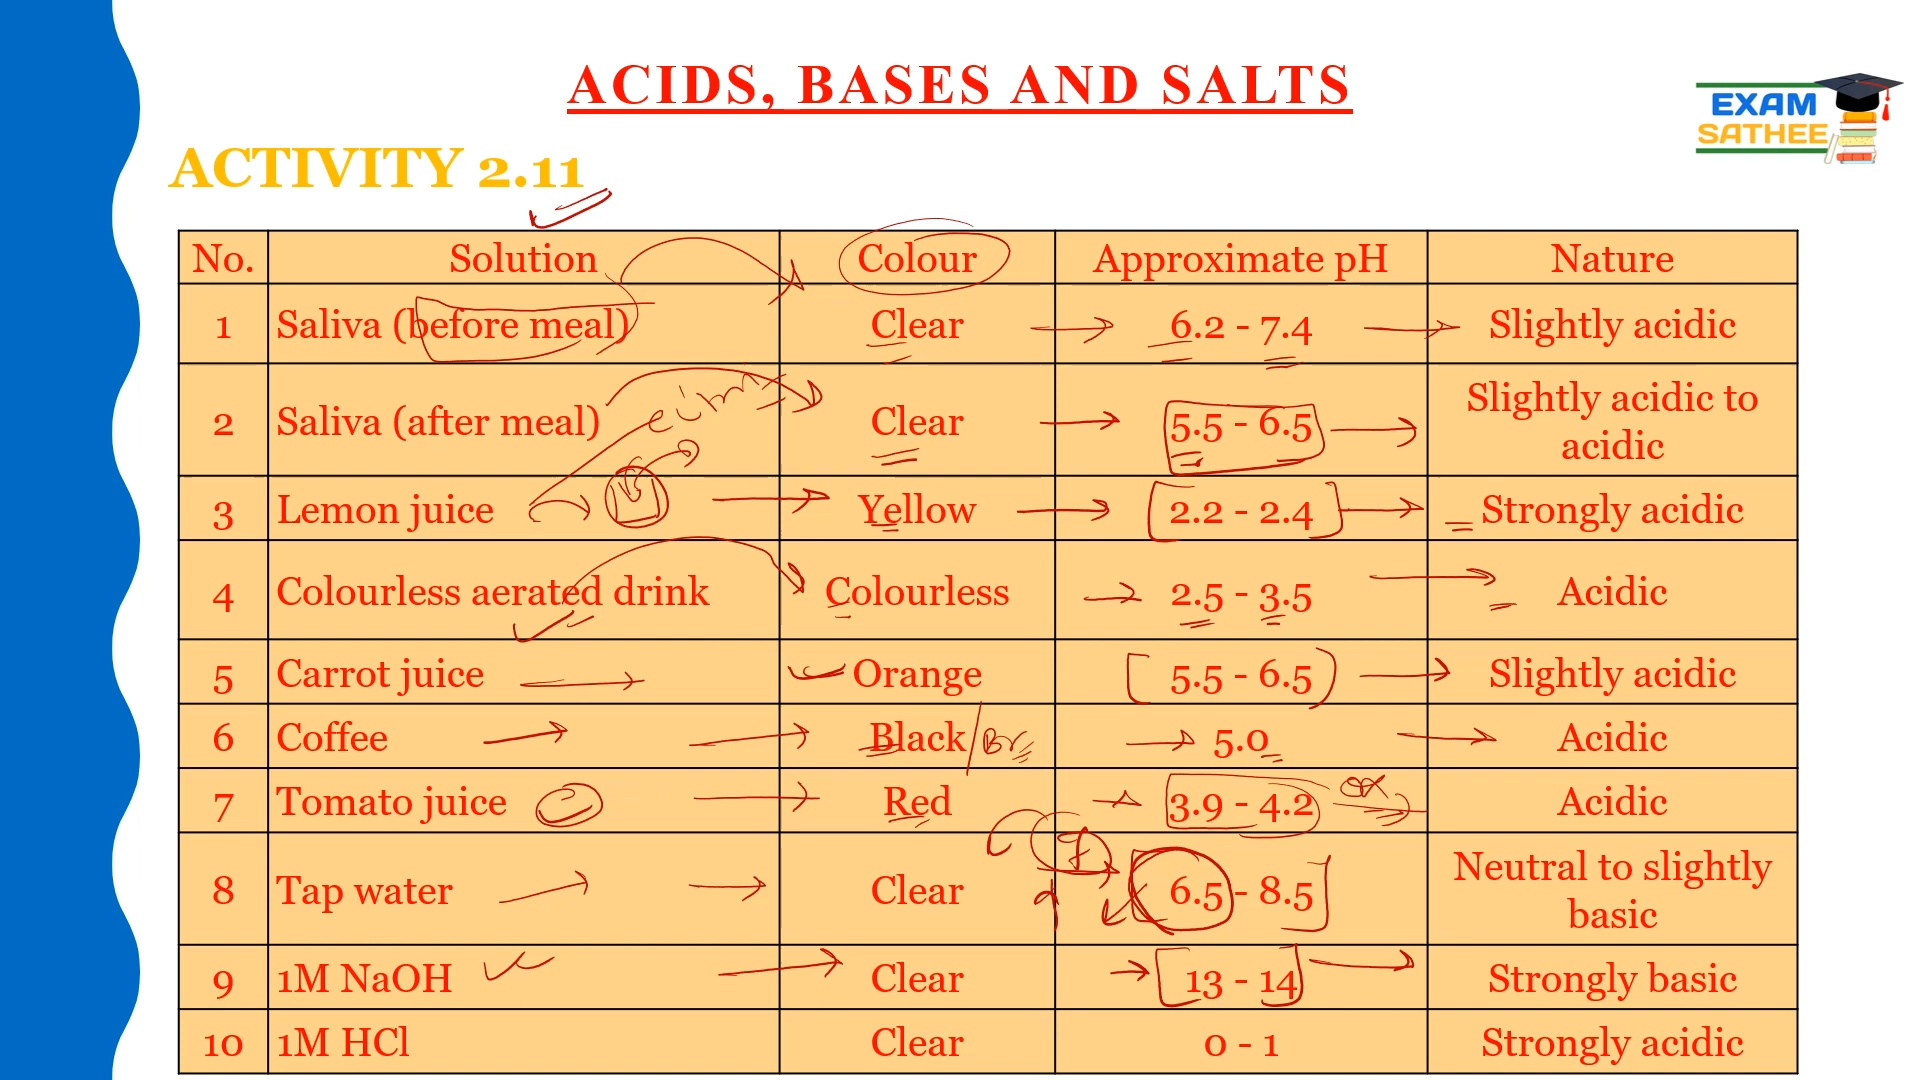 ACIDS, BASES AND SALTS
EXAM
SATHEE
ACTIVITY 2.11
No. Solution Colour Approximate pH Nature
1 Saliva (before meal) Clear 6.2 - 7.4 Slightly acidic
2 Saliva (after meal) Clear 5.5 - 6.5 Slightly acidic to
acidic
3 Lemon juice Yellow 2.2 - 2.4 Strongly acidic
4 Colourless aerated drink Colourless 2.5 - 3.5 Acidic
5 Carrot juice Orange 5.5 - 6.5 Slightly acidic
6 Coffee Black/Br 5.0 Acidic
7 Tomato juice Red 3.9 - 4.2 Acidic
7
8 Tap water Clear 6.5 - 8.5 Neutral to slightly
basic
9 1M NaOH Clear 13 - 14 Strongly basic
10 1M HCl Clear 0 - 1 Strongly acidic